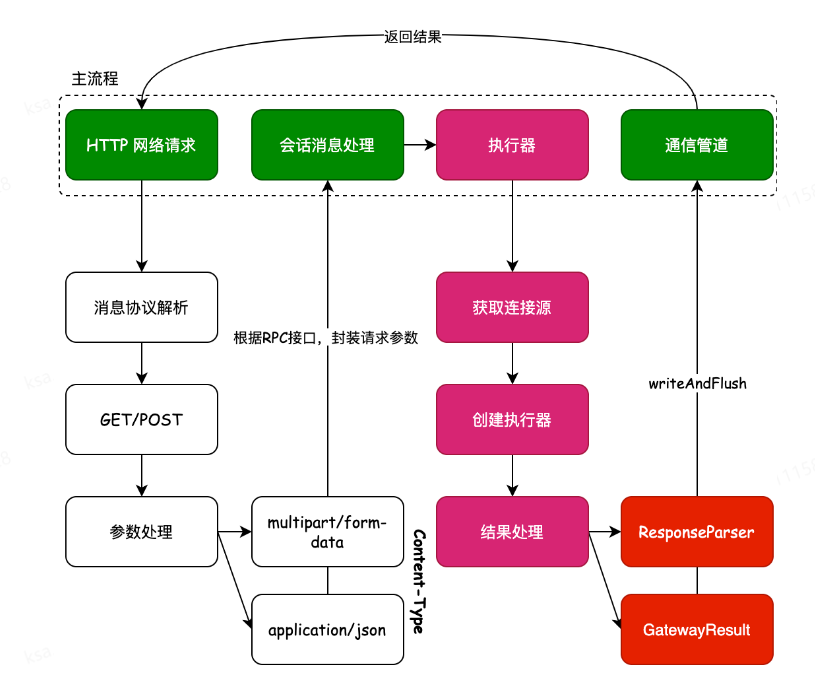 返回结果
主流程
HTTP 网络请求
会话消息处理
执行器
通信管道
消息协议解析
获取连接源
根据RPC接口，封装请求参数
writeAndFlush
GET/POST
创建执行器
参数处理
multipart/form-
data
Content-Type
结果处理
ResponseParser
application/json
GatewayResult
ksa
ksa
ksa